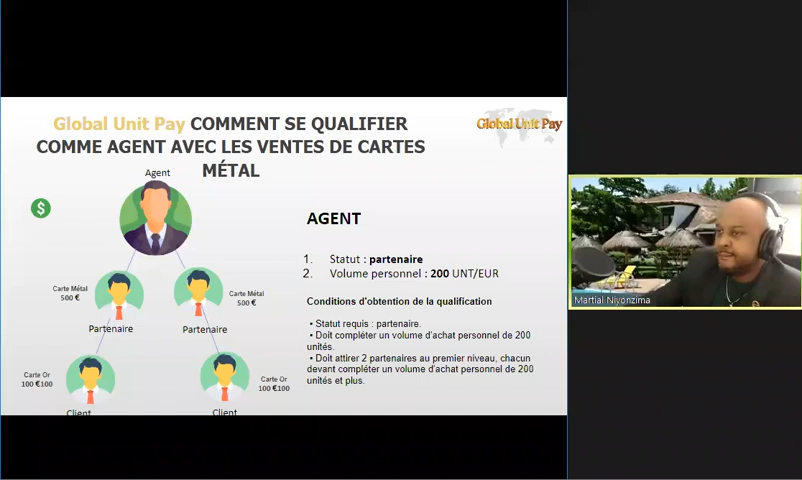 Global Unit Pay COMMENT SE QUALIFIER
COMME AGENT AVEC LES VENTES DE CARTES
MÉTAL
Global Unit Pay
Agent
$
AGENT
1. Statut : partenaire
2. Volume personnel : 200 UNT/EUR
Conditions d'obtention de la qualification
• Statut requis : partenaire.
• Doit compléter un volume d'achat personnel de 200
unités.
• Doit attirer 2 partenaires au premier niveau, chacun
devant compléter un volume d'achat personnel de 200
unités et plus.
Carte Métal
500 €
Partenaire
Carte Métal
500 €
Partenaire
Carte Or
100 €100
Client
Carte Or
100 €100
Client
Martial Niyonzima